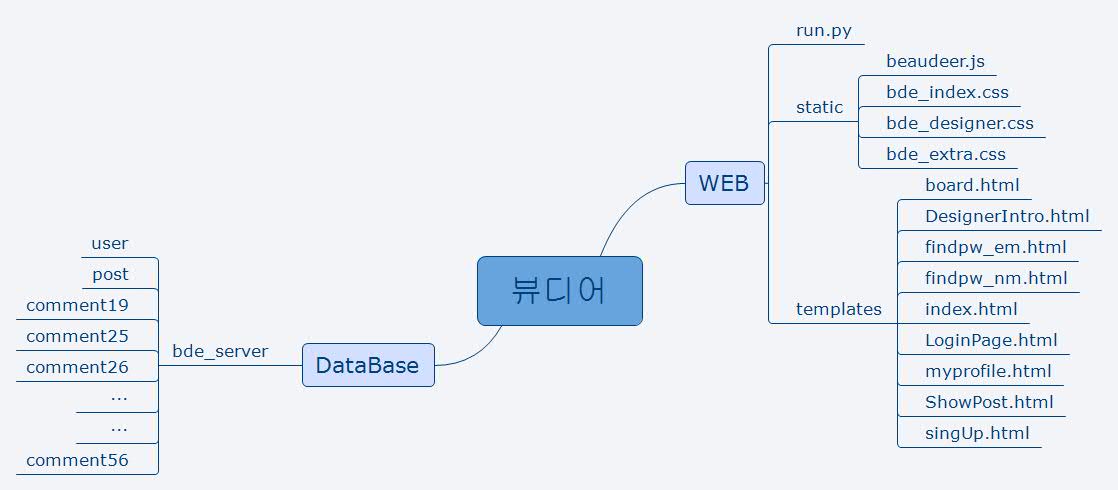 뷰디어
WEB
run.py
static
beaudeer.js
bde_index.css
bde_designer.css
bde_extra.css
templates
board.html
DesignerIntro.html
findpw_em.html
findpw_nm.html
index.html
LoginPage.html
myprofile.html
ShowPost.html
singUp.html
DataBase
bde_server
user
post
comment19
comment25
comment26
...
...
comment56